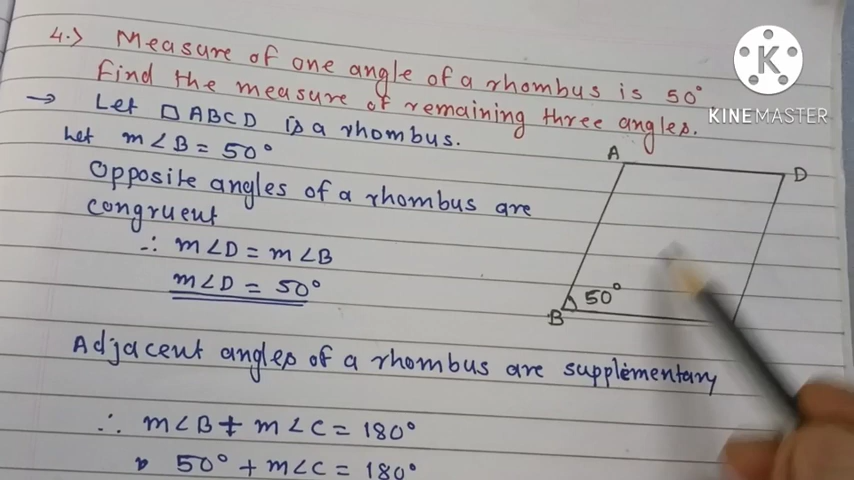 4.> Measure of one angle of a rhombus is 50°
Find the measure of remaining three angles.
→ Let □ABCD is a rhombus.
Let m∠B = 50°
Opposite angles of a rhombus are
congruent
∴ m∠D = m∠B
m∠D = 50°
Adjacent angles of a rhombus are supplementary
∴ m∠B + m∠C = 180°
50° + m∠C = 180°
A
D
B
50°
K
KINEMASTER